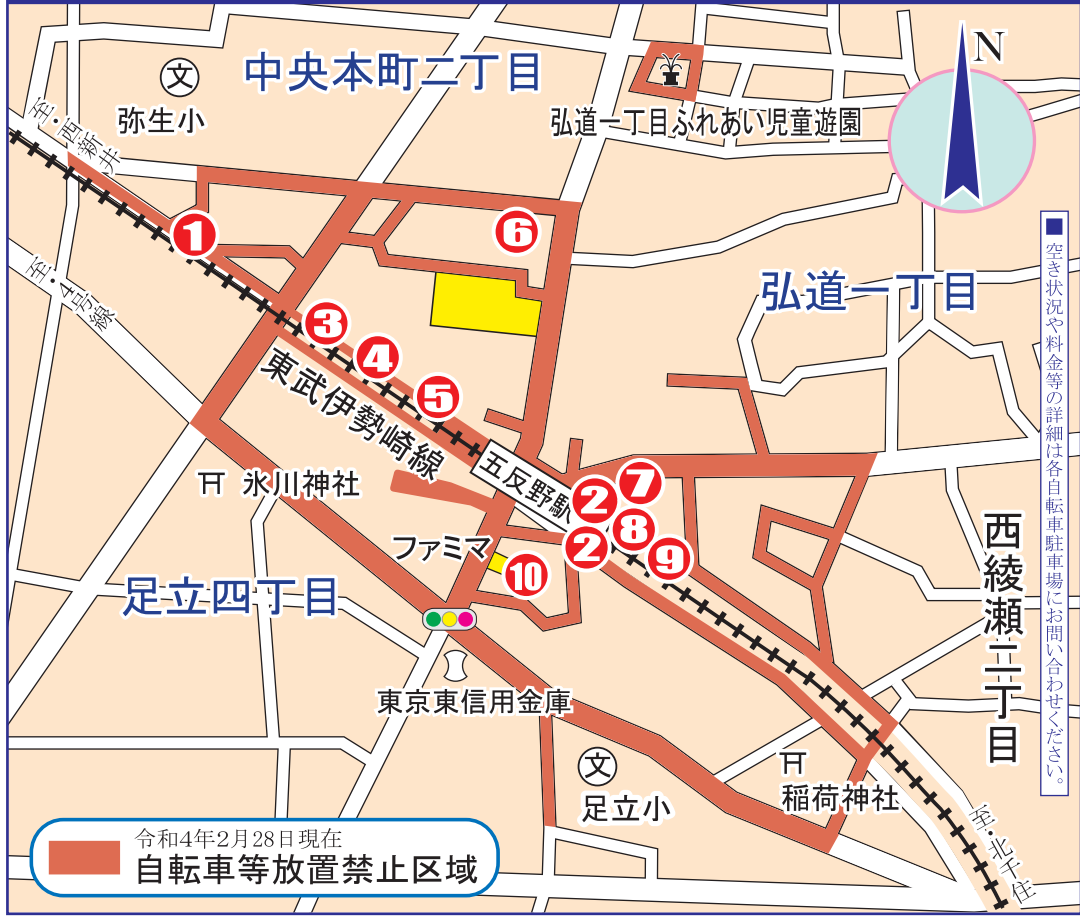 中央本町二丁目
文
弥生小
弘道一丁目ふれあい児童遊園
N
至・西新井
至・4号線
1
6
弘道一丁目
3
4
5
東武伊勢崎線
五反野駅
2
7
2
8
9
10
氷川神社
ファミマ
足立四丁目
東京東信用金庫
西綾瀬二丁目
文
足立小
稲荷神社
至・北千住
■空き状況や料金等の詳細は各自転車駐車場にお問い合わせください。
令和4年2月28日現在
自転車等放置禁止区域